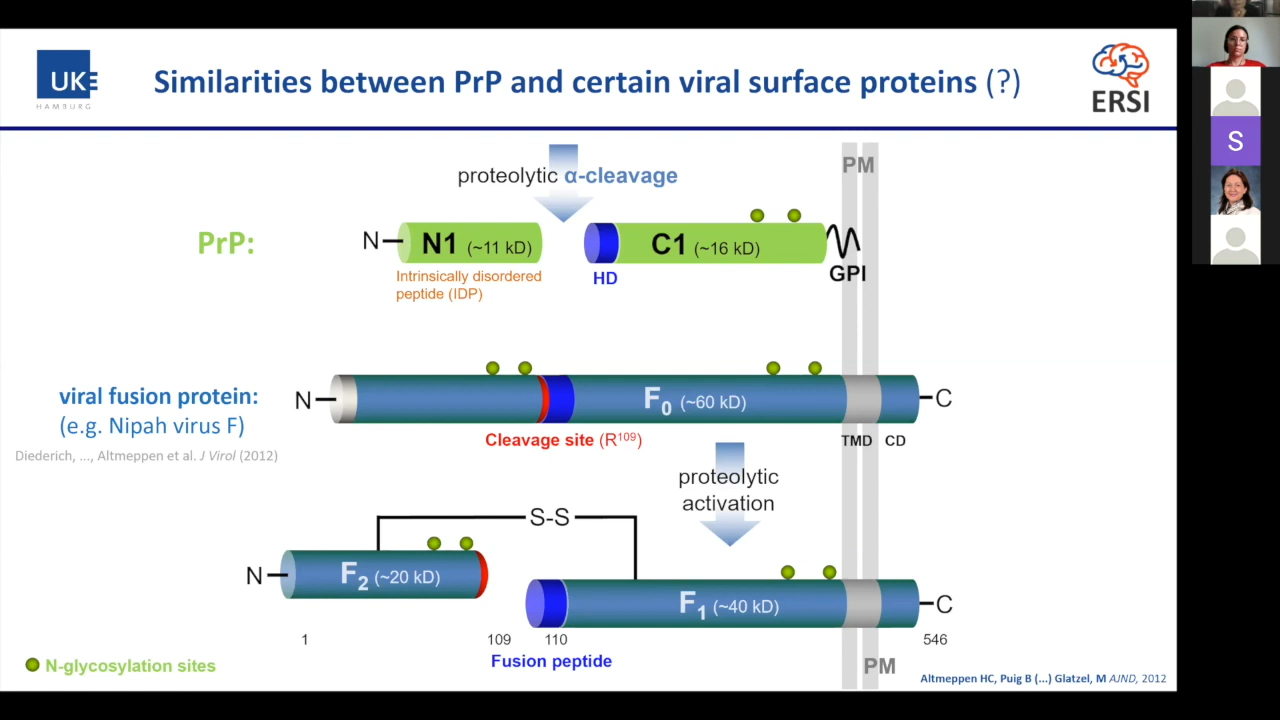 UKE
HAMBURG
Similarities between PrP and certain viral surface proteins (?)
ERSI
S
proteolytic α-cleavage
PM
PrP:
N
N1 (~11 kD)
C1 (~16 kD)
Intrinsically disordered
peptide (IDP)
HD
GPI
viral fusion protein:
(e.g. Nipah virus F)
Diederich, ..., Altmeppen et al. J Virol (2012)
N
F₀ (~60 kD)
C
Cleavage site (R¹⁰⁹)
TMD CD
proteolytic
activation
S-S
N
F₂ (~20 kD)
F₁ (~40 kD)
C
1 109 110 546
Fusion peptide
N-glycosylation sites
PM
Altmeppen HC, Puig B (...) Glatzel, M AJND, 2012